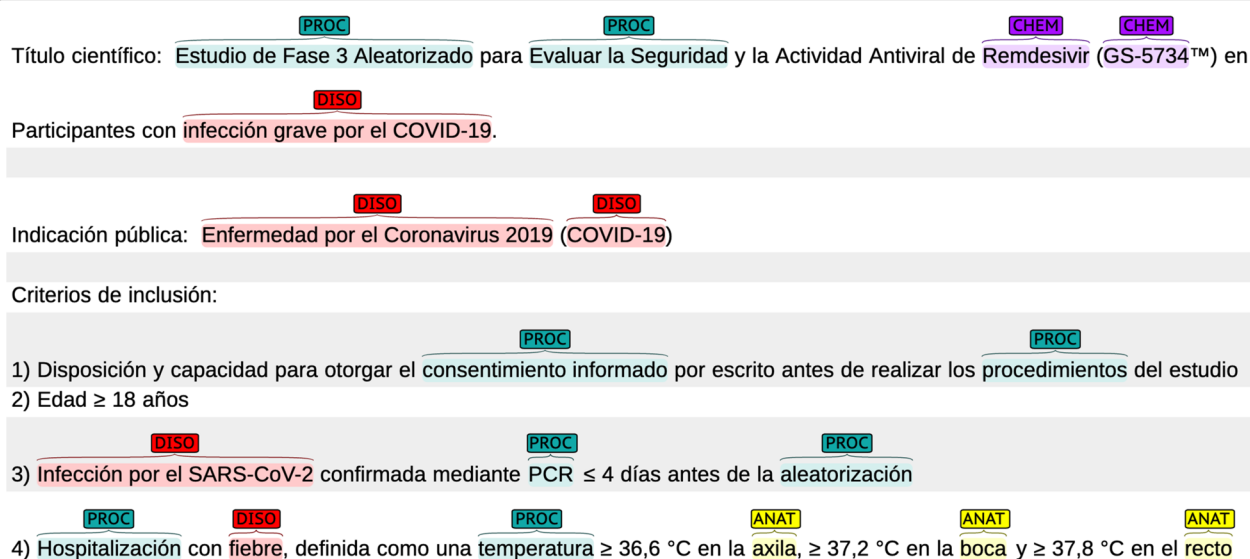 PROC PROC CHEM CHEM
Título científico: Estudio de Fase 3 Aleatorizado para Evaluar la Seguridad y la Actividad Antiviral de Remdesivir (GS-5734™) en
DISO
Participantes con infección grave por el COVID-19.
DISO DISO
Indicación pública: Enfermedad por el Coronavirus 2019 (COVID-19)
Criterios de inclusión:
PROC PROC
1) Disposición y capacidad para otorgar el consentimiento informado por escrito antes de realizar los procedimientos del estudio
2) Edad ≥ 18 años
DISO PROC PROC
3) Infección por el SARS-CoV-2 confirmada mediante PCR ≤ 4 días antes de la aleatorización
PROC DISO PROC ANAT ANAT ANAT
4) Hospitalización con fiebre, definida como una temperatura ≥ 36,6 °C en la axila, ≥ 37,2 °C en la boca y ≥ 37,8 °C en el recto